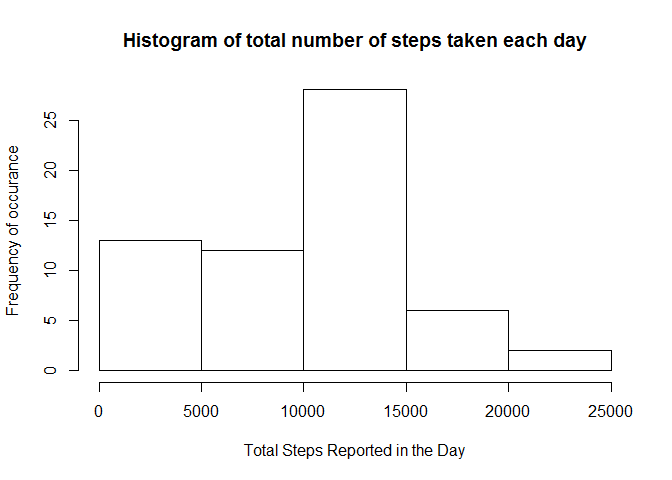 Histogram of total number of steps taken each day
Frequency of occurance
25
20
15
10
5
0
0 5000 10000 15000 20000 25000
Total Steps Reported in the Day